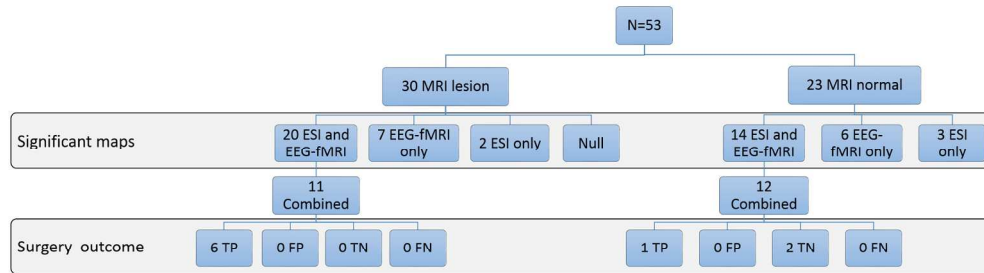 N=53
30 MRI lesion
23 MRI normal
Significant maps
20 ESI and
EEG-fMRI
7 EEG-fMRI
only
2 ESI only
Null
14 ESI and
EEG-fMRI
6 EEG-
fMRI only
3 ESI
only
11
Combined
12
Combined
Surgery outcome
6 TP
0 FP
0 TN
0 FN
1 TP
0 FP
2 TN
0 FN